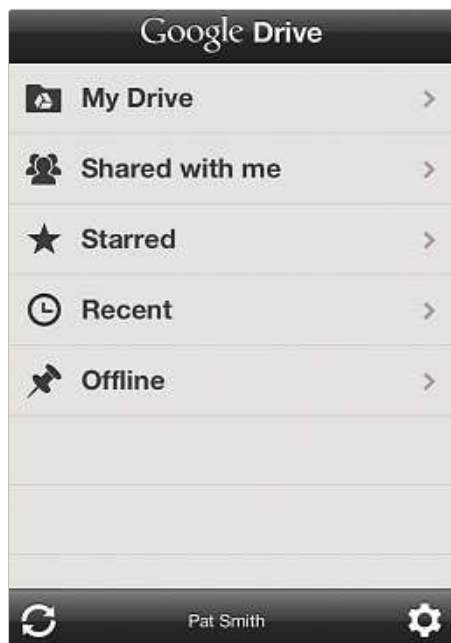 Google Drive
My Drive
Shared with me
Starred
Recent
Offline
Pat Smith